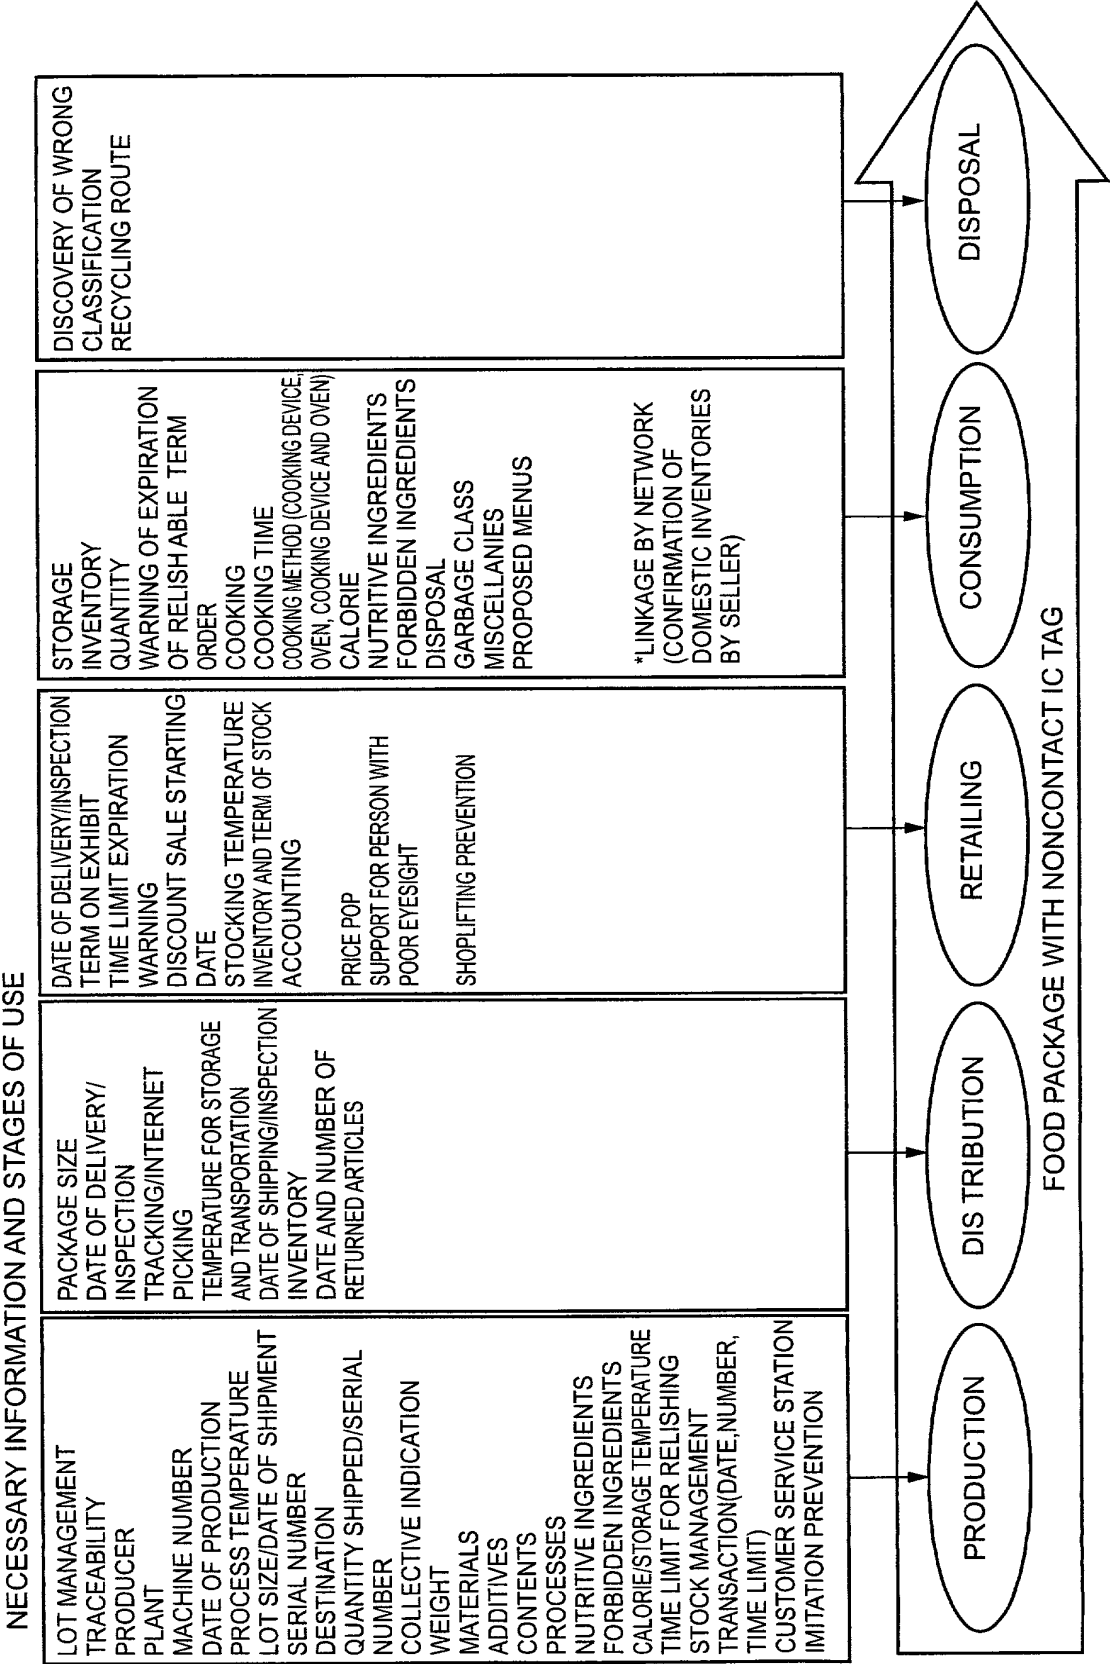 NECESSARY INFORMATION AND STAGES OF USE
LOT MANAGEMENT
TRACEABILITY
PRODUCER
PLANT
MACHINE NUMBER
DATE OF PRODUCTION
PROCESS TEMPERATURE
LOT SIZE/DATE OF SHIPMENT
SERIAL NUMBER
DESTINATION
QUANTITY SHIPPED/SERIAL
NUMBER
COLLECTIVE INDICATION
WEIGHT
MATERIALS
ADDITIVES
CONTENTS
PROCESSES
NUTRITIVE INGREDIENTS
FORBIDDEN INGREDIENTS
CALORIE/STORAGE TEMPERATURE
TIME LIMIT FOR RELISHING
STOCK MANAGEMENT
TRANSACTION(DATE,NUMBER,
TIME LIMIT)
CUSTOMER SERVICE STATION
IMITATION PREVENTION
PACKAGE SIZE
DATE OF DELIVERY/
INSPECTION
TRACKING/INTERNET
PICKING
TEMPERATURE FOR STORAGE
AND TRANSPORTATION
DATE OF SHIPPING/INSPECTION
INVENTORY
DATE AND NUMBER OF
RETURNED ARTICLES
DATE OF DELIVERY/INSPECTION
TERM ON EXHIBIT
TIME LIMIT EXPIRATION
WARNING
DISCOUNT SALE STARTING
DATE
STOCKING TEMPERATURE
INVENTORY AND TERM OF STOCK
ACCOUNTING
PRICE POP
SUPPORT FOR PERSON WITH
POOR EYESIGHT
SHOPLIFTING PREVENTION
STORAGE
INVENTORY
QUANTITY
WARNING OF EXPIRATION
OF RELISHABLE TERM
ORDER
COOKING
COOKING TIME
COOKING METHOD (COOKING DEVICE,
OVEN, COOKING DEVICE AND OVEN)
CALORIE
NUTRITIVE INGREDIENTS
FORBIDDEN INGREDIENTS
DISPOSAL
GARBAGE CLASS
MISCELLANIES
PROPOSED MENUS
*LINKAGE BY NETWORK
(CONFIRMATION OF
DOMESTIC INVENTORIES
BY SELLER)
DISCOVERY OF WRONG
CLASSIFICATION
RECYCLING ROUTE
PRODUCTION
DIS TRIBUTION
RETAILING
CONSUMPTION
DISPOSAL
FOOD PACKAGE WITH NONCONTACT IC TAG